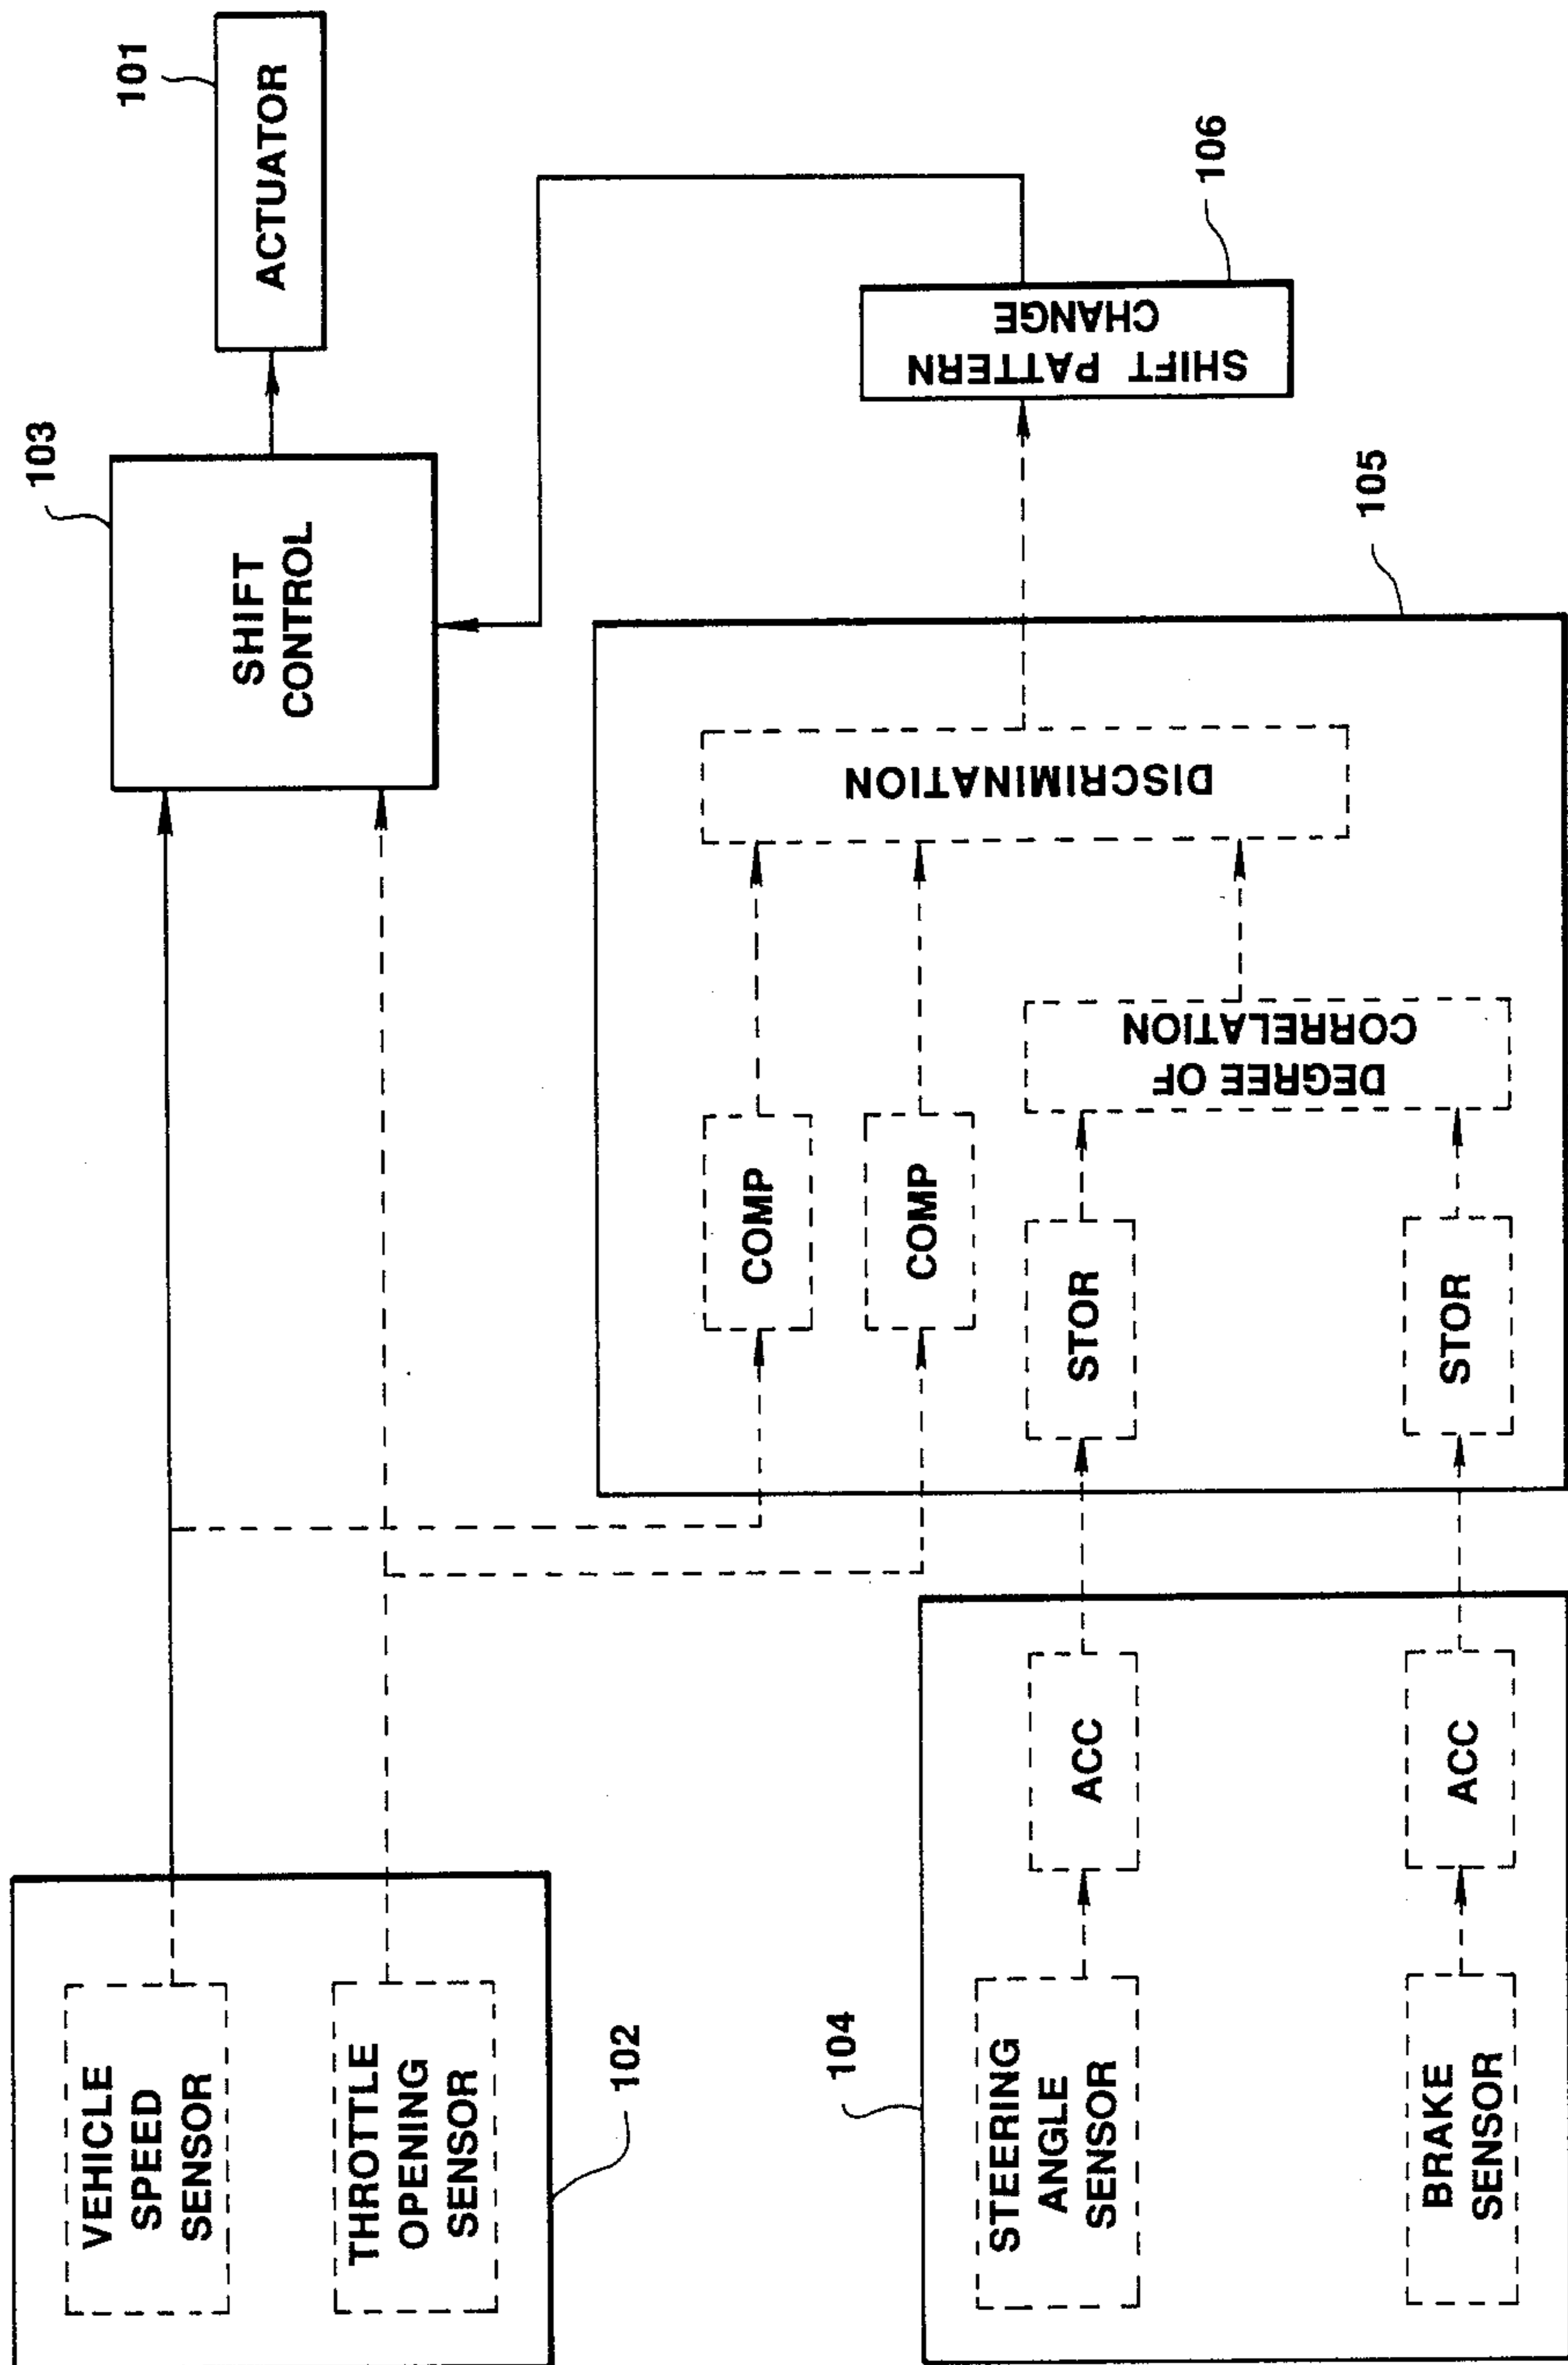 VEHICLE
SPEED
SENSOR
THROTTLE
OPENING
SENSOR
102
SHIFT
CONTROL
103
ACTUATOR
101
104
STEERING
ANGLE
SENSOR
ACC
BRAKE
SENSOR
ACC
COMP
COMP
STOR
STOR
DEGREE OF
CORRELATION
DISCRIMINATION
105
SHIFT PATTERN
CHANGE
106